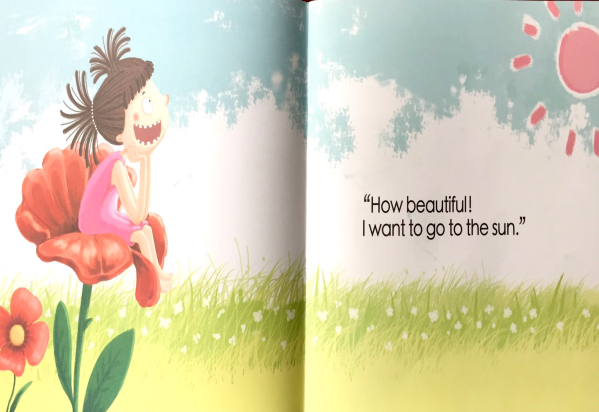 “How beautiful!
I want to go to the sun.”